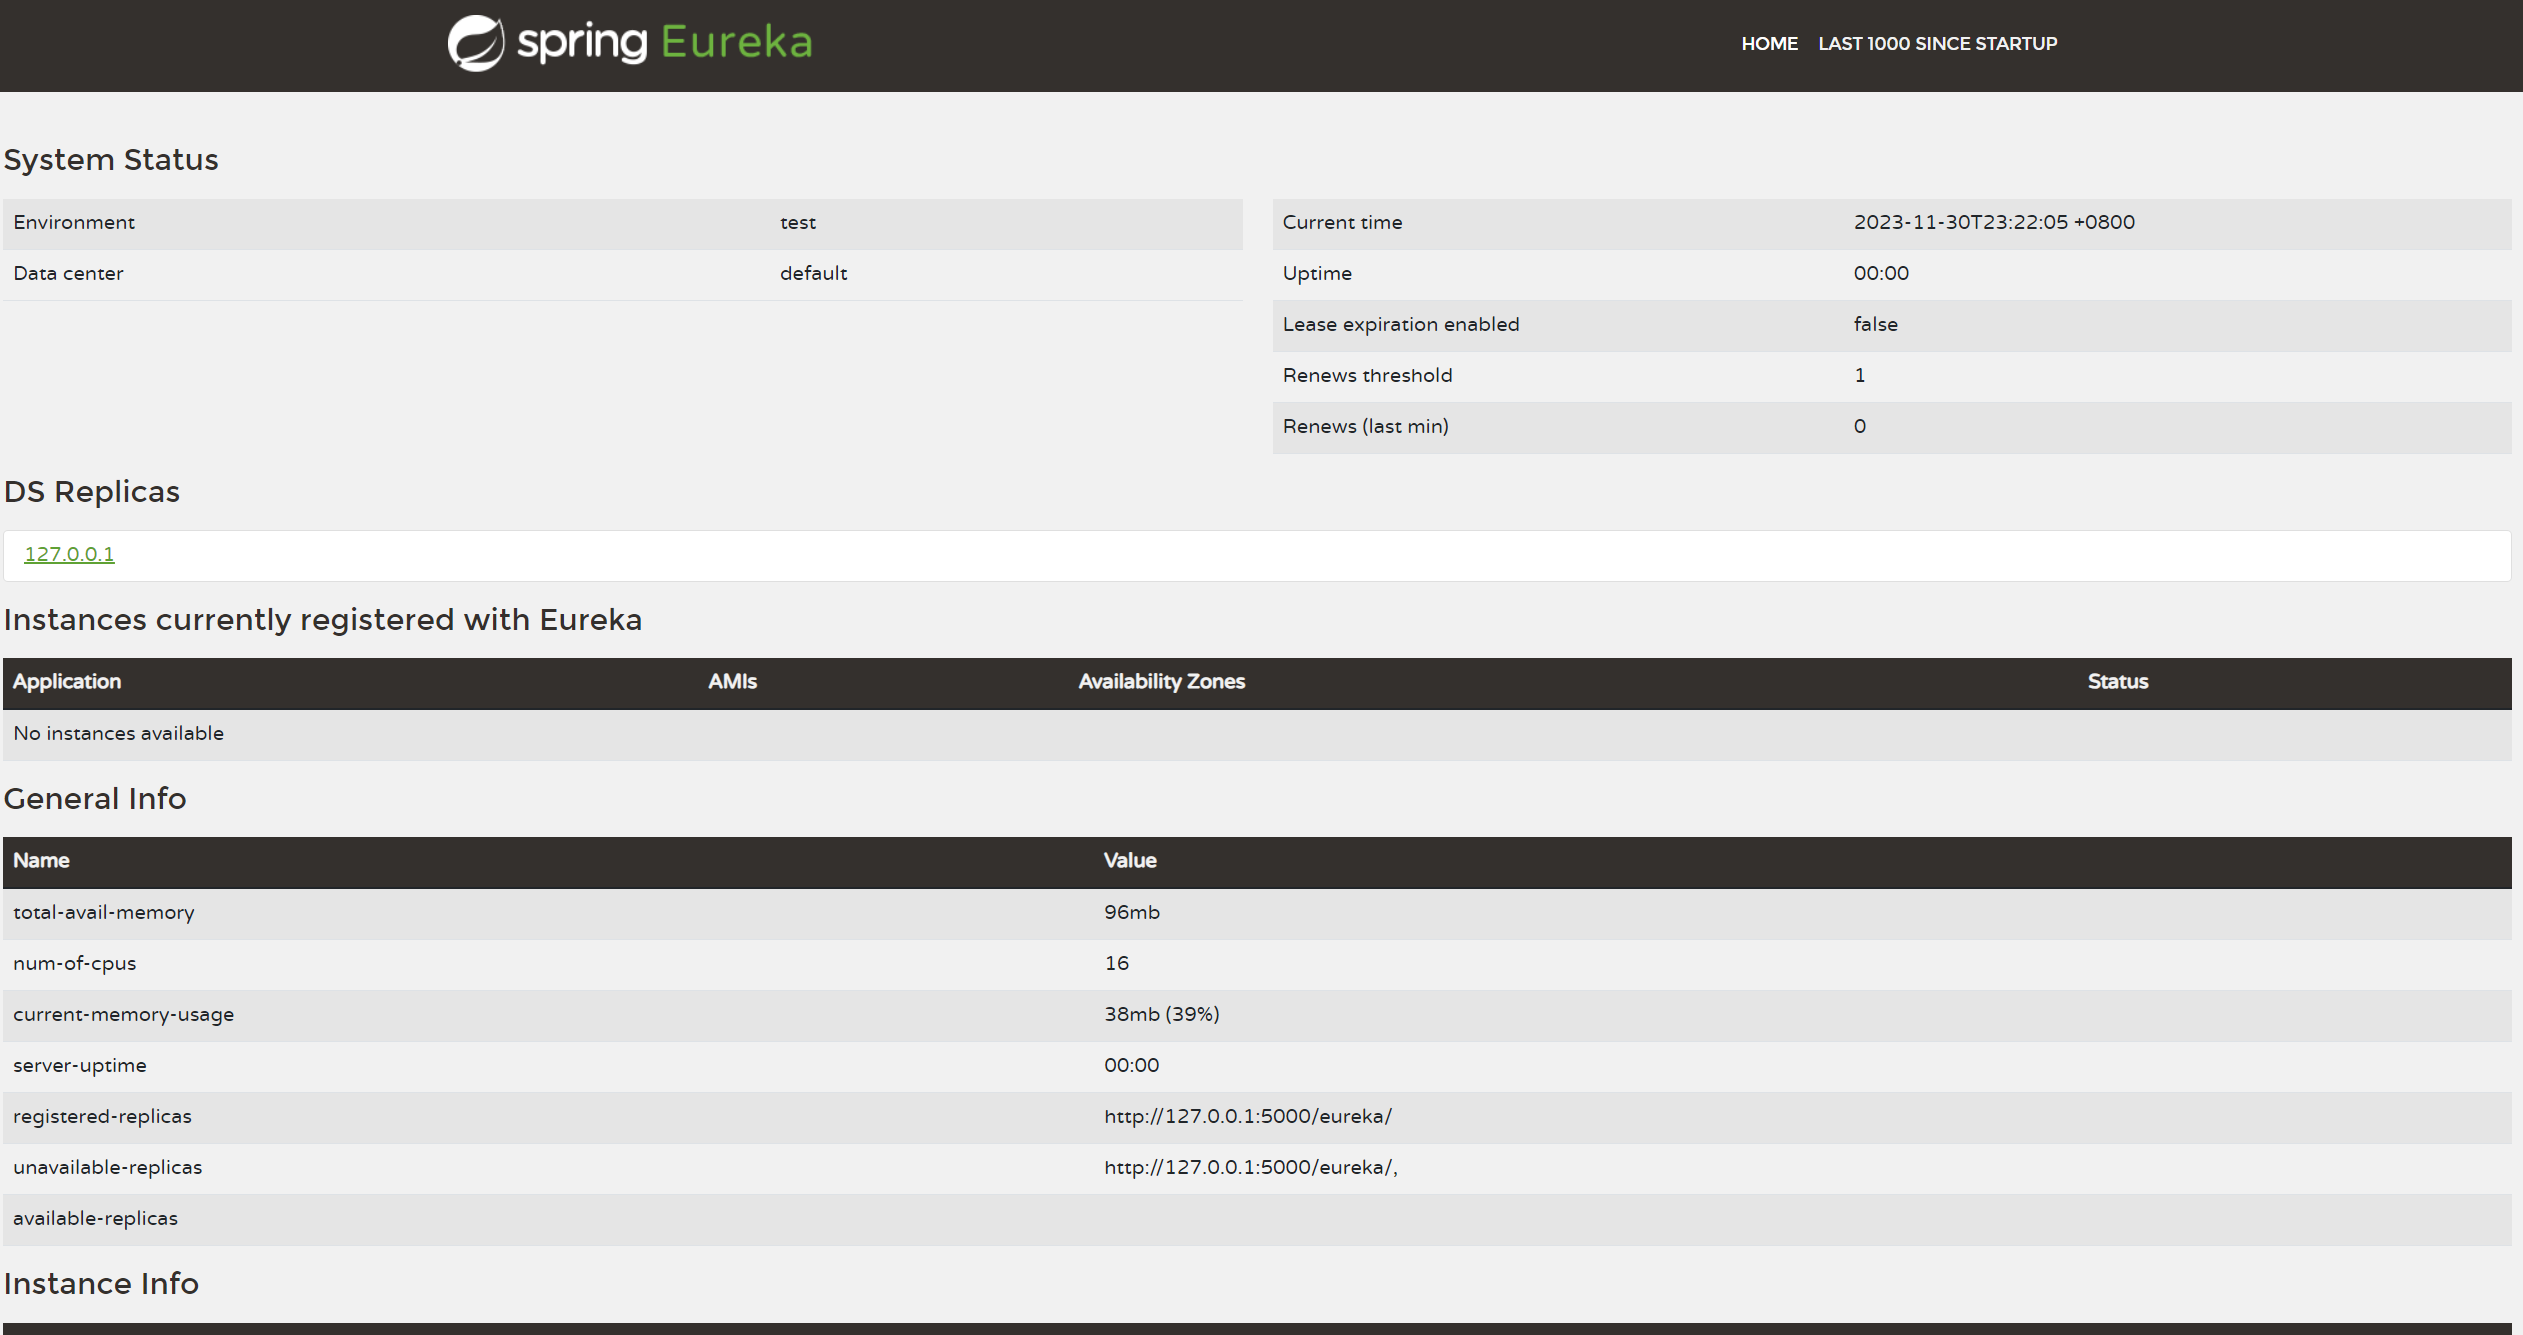 spring Eureka
HOME LAST 1000 SINCE STARTUP
System Status
Environment test
Data center default
Current time 2023-11-30T23:22:05 +0800
Uptime 00:00
Lease expiration enabled false
Renews threshold 1
Renews (last min) 0
DS Replicas
127.0.0.1
Instances currently registered with Eureka
Application AMIs Availability Zones Status
No instances available
General Info
Name Value
total-avail-memory 96mb
num-of-cpus 16
current-memory-usage 38mb (39%)
server-uptime 00:00
registered-replicas http://127.0.0.1:5000/eureka/
unavailable-replicas http://127.0.0.1:5000/eureka/,
available-replicas
Instance Info